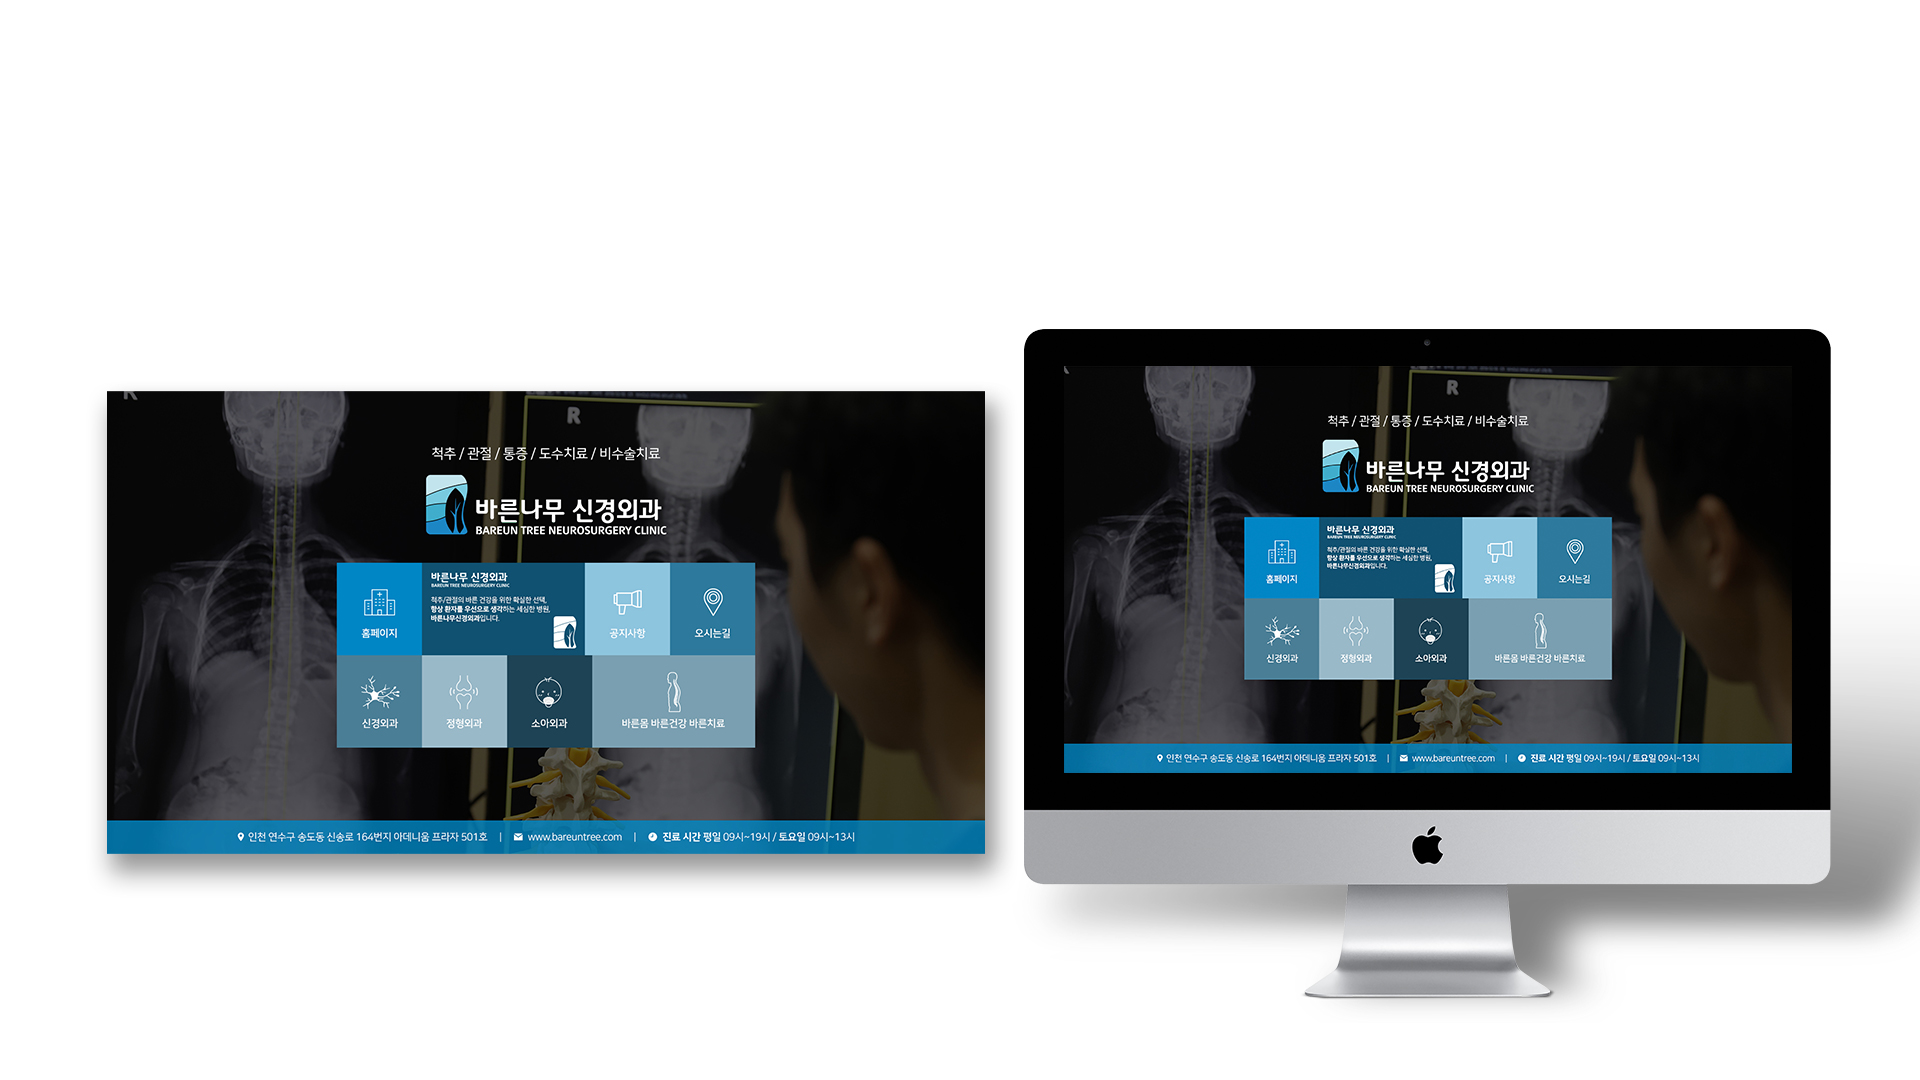 R
R
척추 / 관절 / 통증 / 도수치료 / 비수술치료
바른나무 신경외과
BAREUN TREE NEUROSURGERY CLINIC
홈페이지
바른나무 신경외과
BAREUN TREE NEUROSURGERY CLINIC
척추/관절의 바른 건강을 위한 확실한 선택,
항상 환자를 우선으로 생각하는 세심한 병원,
바른나무신경외과입니다.
공지사항
오시는길
신경외과
정형외과
소아외과
바른몸 바른건강 바른치료
인천 연수구 송도동 신송로 164번지 아데니움 프라자 501호 | www.bareuntree.com | 진료 시간 평일 09시~19시 / 토요일 09시~13시
R
척추 / 관절 / 통증 / 도수치료 / 비수술치료
바른나무 신경외과
BAREUN TREE NEUROSURGERY CLINIC
홈페이지
바른나무 신경외과
BAREUN TREE NEUROSURGERY CLINIC
척추/관절의 바른 건강을 위한 확실한 선택,
항상 환자를 우선으로 생각하는 세심한 병원,
바른나무신경외과입니다.
공지사항
오시는길
신경외과
정형외과
소아외과
바른몸 바른건강 바른치료
인천 연수구 송도동 신송로 164번지 아데니움 프라자 501호 | www.bareuntree.com | 진료 시간 평일 09시~19시 / 토요일 09시~13시